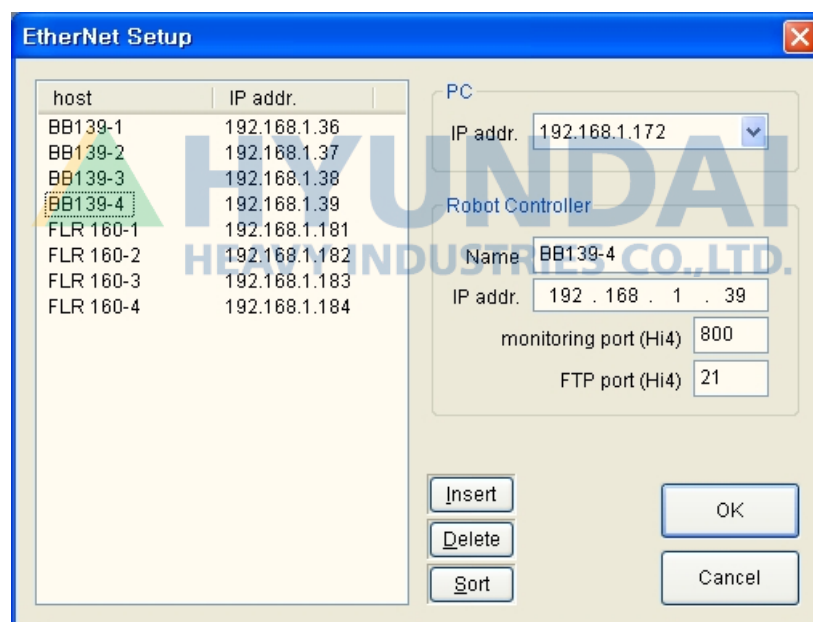 EtherNet Setup
host IP addr.
BB139-1 192.168.1.36
BB139-2 192.168.1.37
BB139-3 192.168.1.38
BB139-4 192.168.1.39
FLR 160-1 192.168.1.181
FLR 160-2 192.168.1.182
FLR 160-3 192.168.1.183
FLR 160-4 192.168.1.184
PC
IP addr. 192.168.1.172
Robot Controller
Name BB139-4
IP addr. 192 . 168 . 1 . 39
monitoring port (Hi4) 800
FTP port (Hi4) 21
Insert
Delete
Sort
OK
Cancel
HYUNDAI
HEAVY INDUSTRIES CO.,LTD.